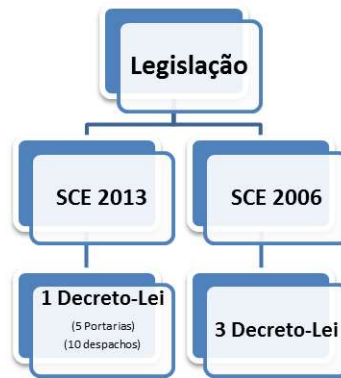 Legislação
SCE 2013
SCE 2006
1 Decreto-Lei
(5 Portarias)
(10 despachos)
3 Decreto-Lei